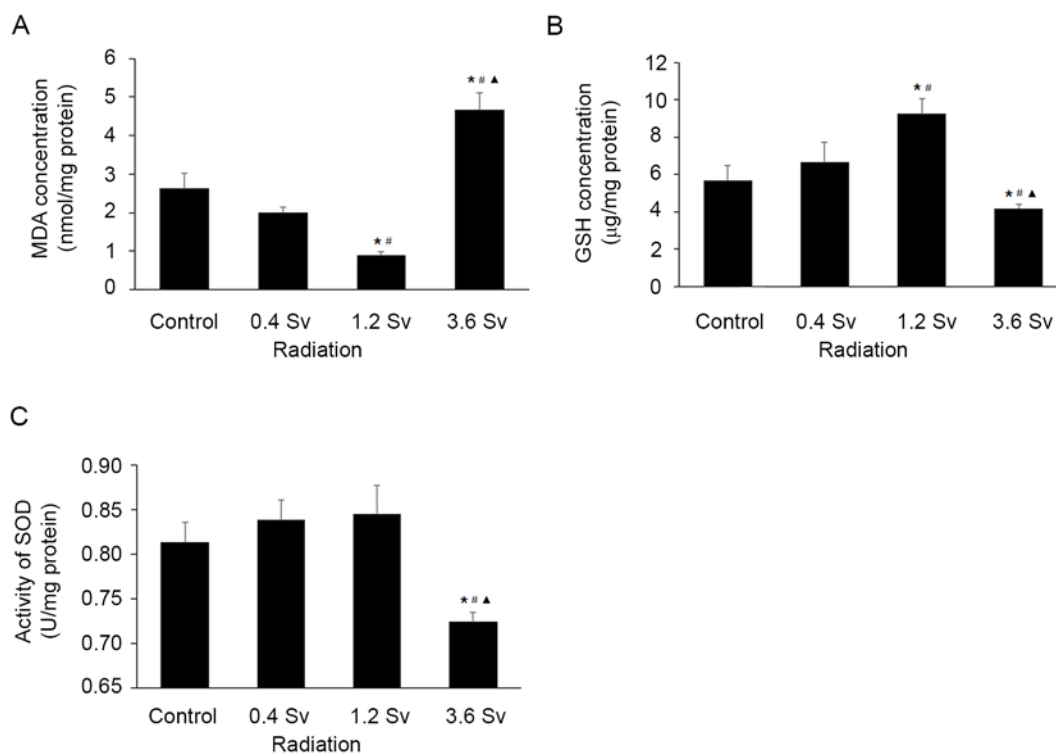 A
MDA concentration
(nmol/mg protein)
6
5
4
3
2
1
0
* #
* # ▲
Control 0.4 Sv 1.2 Sv 3.6 Sv
Radiation
B
GSH concentration
(μg/mg protein)
12
10
8
6
4
2
0
* #
* # ▲
Control 0.4 Sv 1.2 Sv 3.6 Sv
Radiation
C
Activity of SOD
(U/mg protein)
0.90
0.85
0.80
0.75
0.70
0.65
* # ▲
Control 0.4 Sv 1.2 Sv 3.6 Sv
Radiation